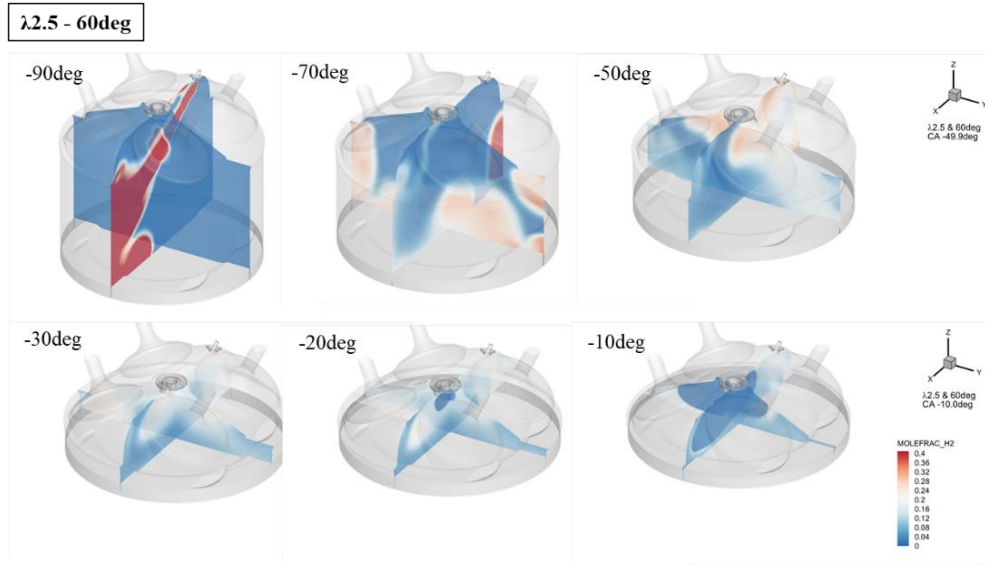 λ2.5 - 60deg
-90deg
-70deg
-50deg
Z
X
Y
λ2.5 & 60deg
CA -49.9deg
-30deg
-20deg
-10deg
Z
X
Y
λ2.5 & 60deg
CA -10.0deg
MOLEFRAC_H2
0.4
0.36
0.32
0.28
0.24
0.2
0.16
0.12
0.08
0.04
0